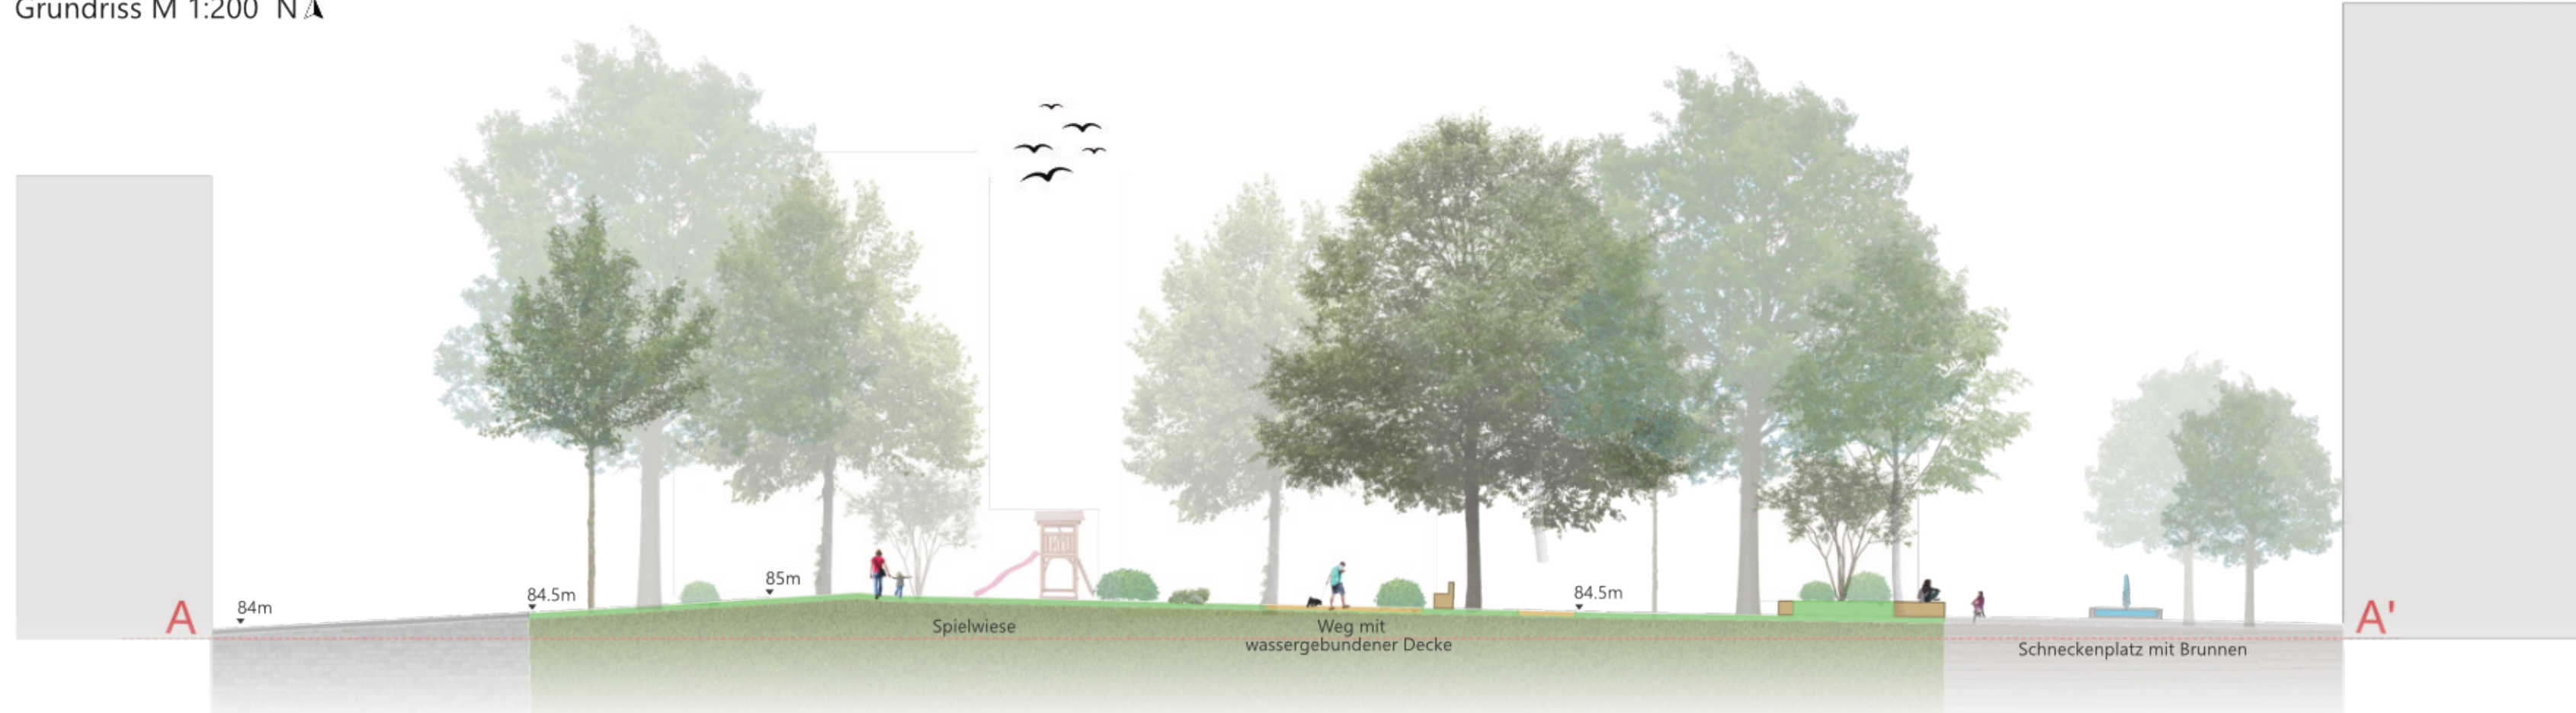 Grundriss M 1:200 N
84m
84.5m
85m
84.5m
A
A'
Spielwiese
Weg mit
wassergebundener Decke
Schneckenplatz mit Brunnen